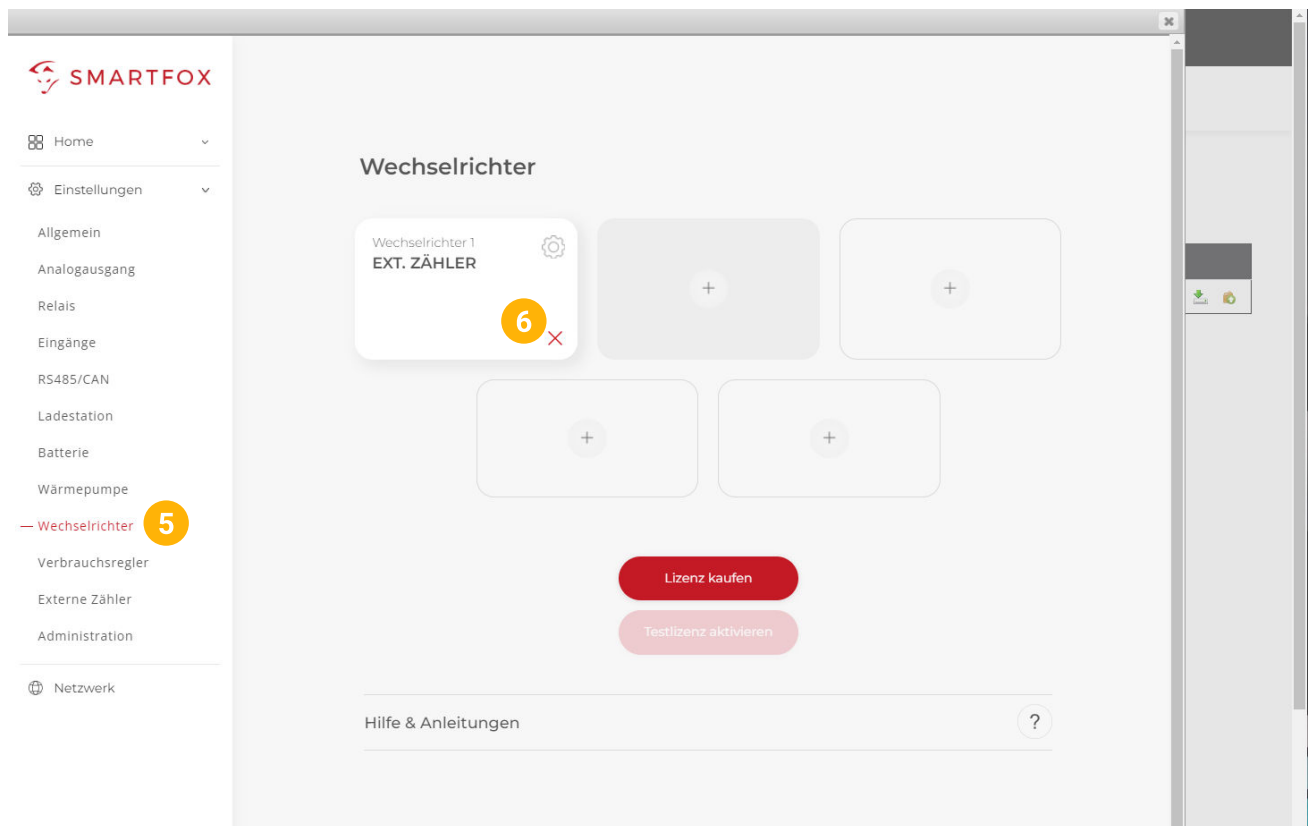 SMARTFOX
Home
Einstellungen
Allgemein
Analogausgang
Relais
Eingänge
RS485/CAN
Ladestation
Batterie
Wärmepumpe
Wechselrichter
5
Verbrauchsregler
Externe Zähler
Administration
Netzwerk
Wechselrichter
Wechselrichter 1
EXT. ZÄHLER
6
+
+
+
+
Lizenz kaufen
Testlizenz aktivieren
Hilfe & Anleitungen
?